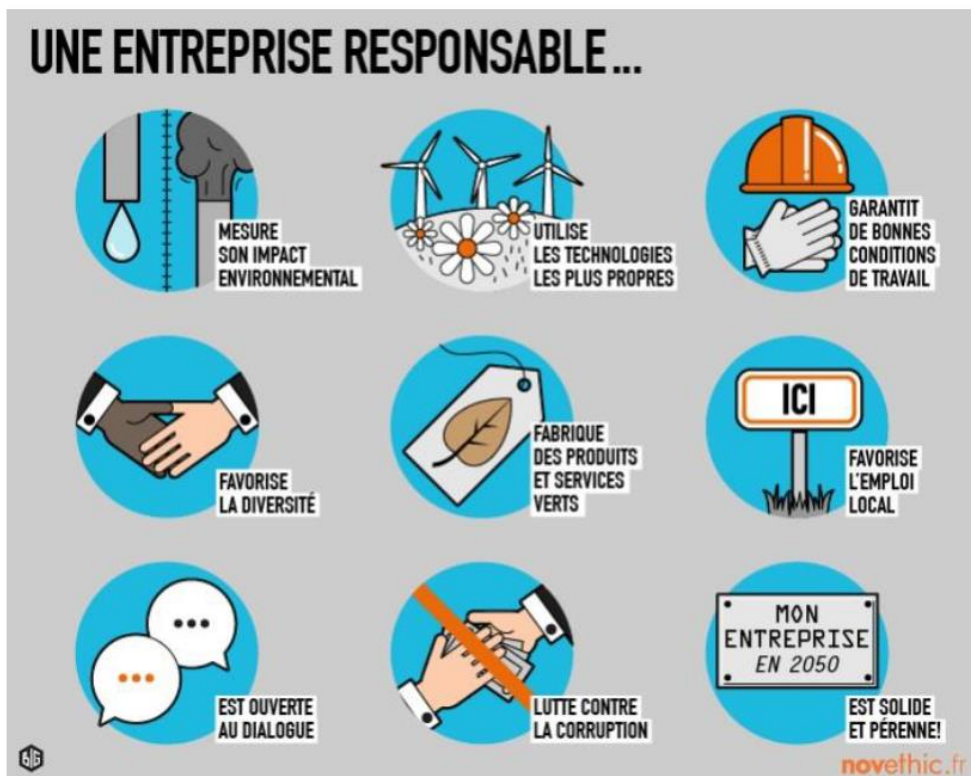 UNE ENTREPRISE RESPONSABLE...
MESURE
SON IMPACT
ENVIRONNEMENTAL
UTILISE
LES TECHNOLOGIES
LES PLUS PROPRES
GARANTIT
DE BONNES
CONDITIONS
DE TRAVAIL
FAVORISE
LA DIVERSITÉ
FABRIQUE
DES PRODUITS
ET SERVICES
VERTS
ICI
FAVORISE
L'EMPLOI
LOCAL
EST OUVERTE
AU DIALOGUE
LUTTE CONTRE
LA CORRUPTION
MON
ENTREPRISE
EN 2050
EST SOLIDE
ET PÉRENNE!
novethic.fr